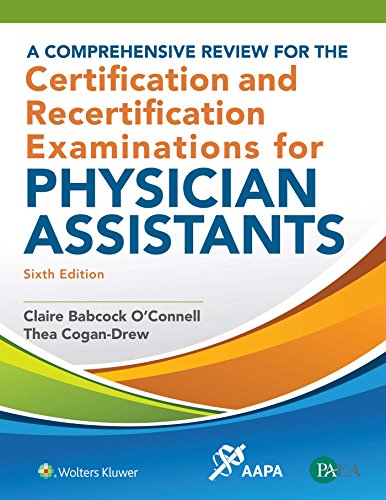 A COMPREHENSIVE REVIEW FOR THE
Certification and
Recertification
Examinations for
PHYSICIAN
ASSISTANTS
Sixth Edition
Claire Babcock O'Connell
Thea Cogan-Drew
Wolters Kluwer
AAPA
PAEA